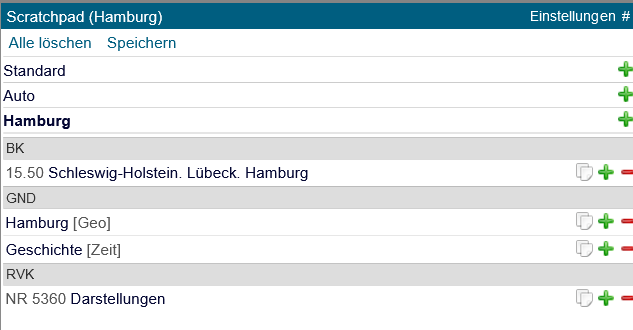 Scratchpad (Hamburg) Einstellungen #
Alle löschen Speichern
Standard
Auto
Hamburg
BK
15.50 Schleswig-Holstein. Lübeck. Hamburg
GND
Hamburg [Geo]
Geschichte [Zeit]
RVK
NR 5360 Darstellungen